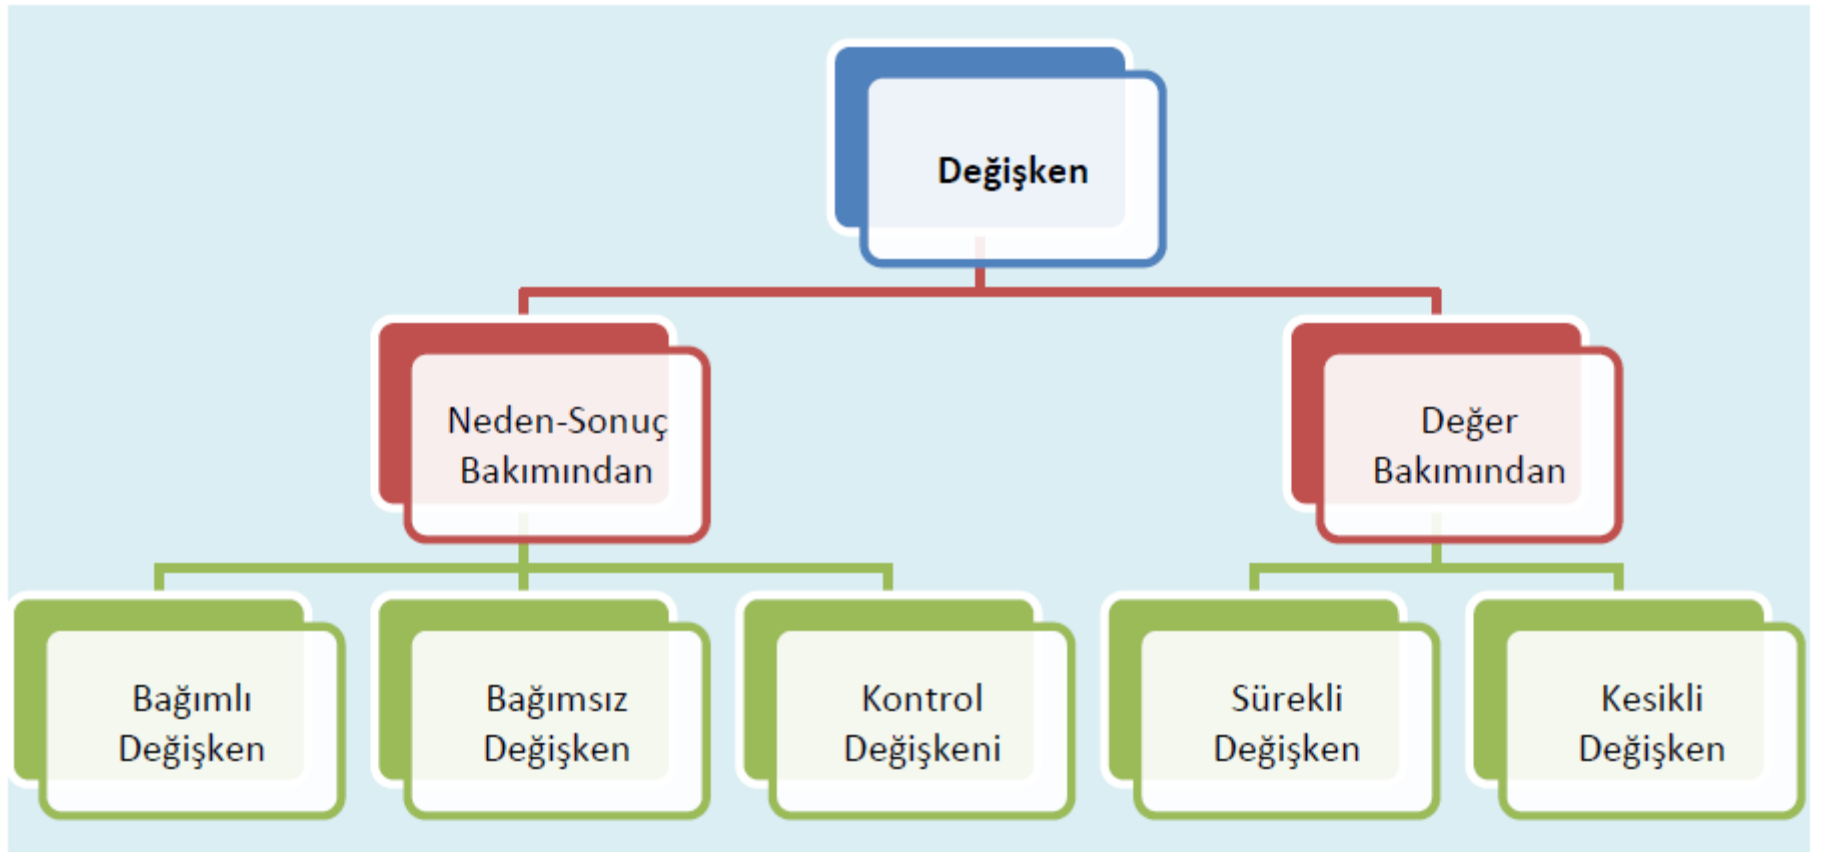 Değişken
Neden-Sonuç
Bakımından
Değer
Bakımından
Bağımlı
Değişken
Bağımsız
Değişken
Kontrol
Değişkeni
Sürekli
Değişken
Kesikli
Değişken